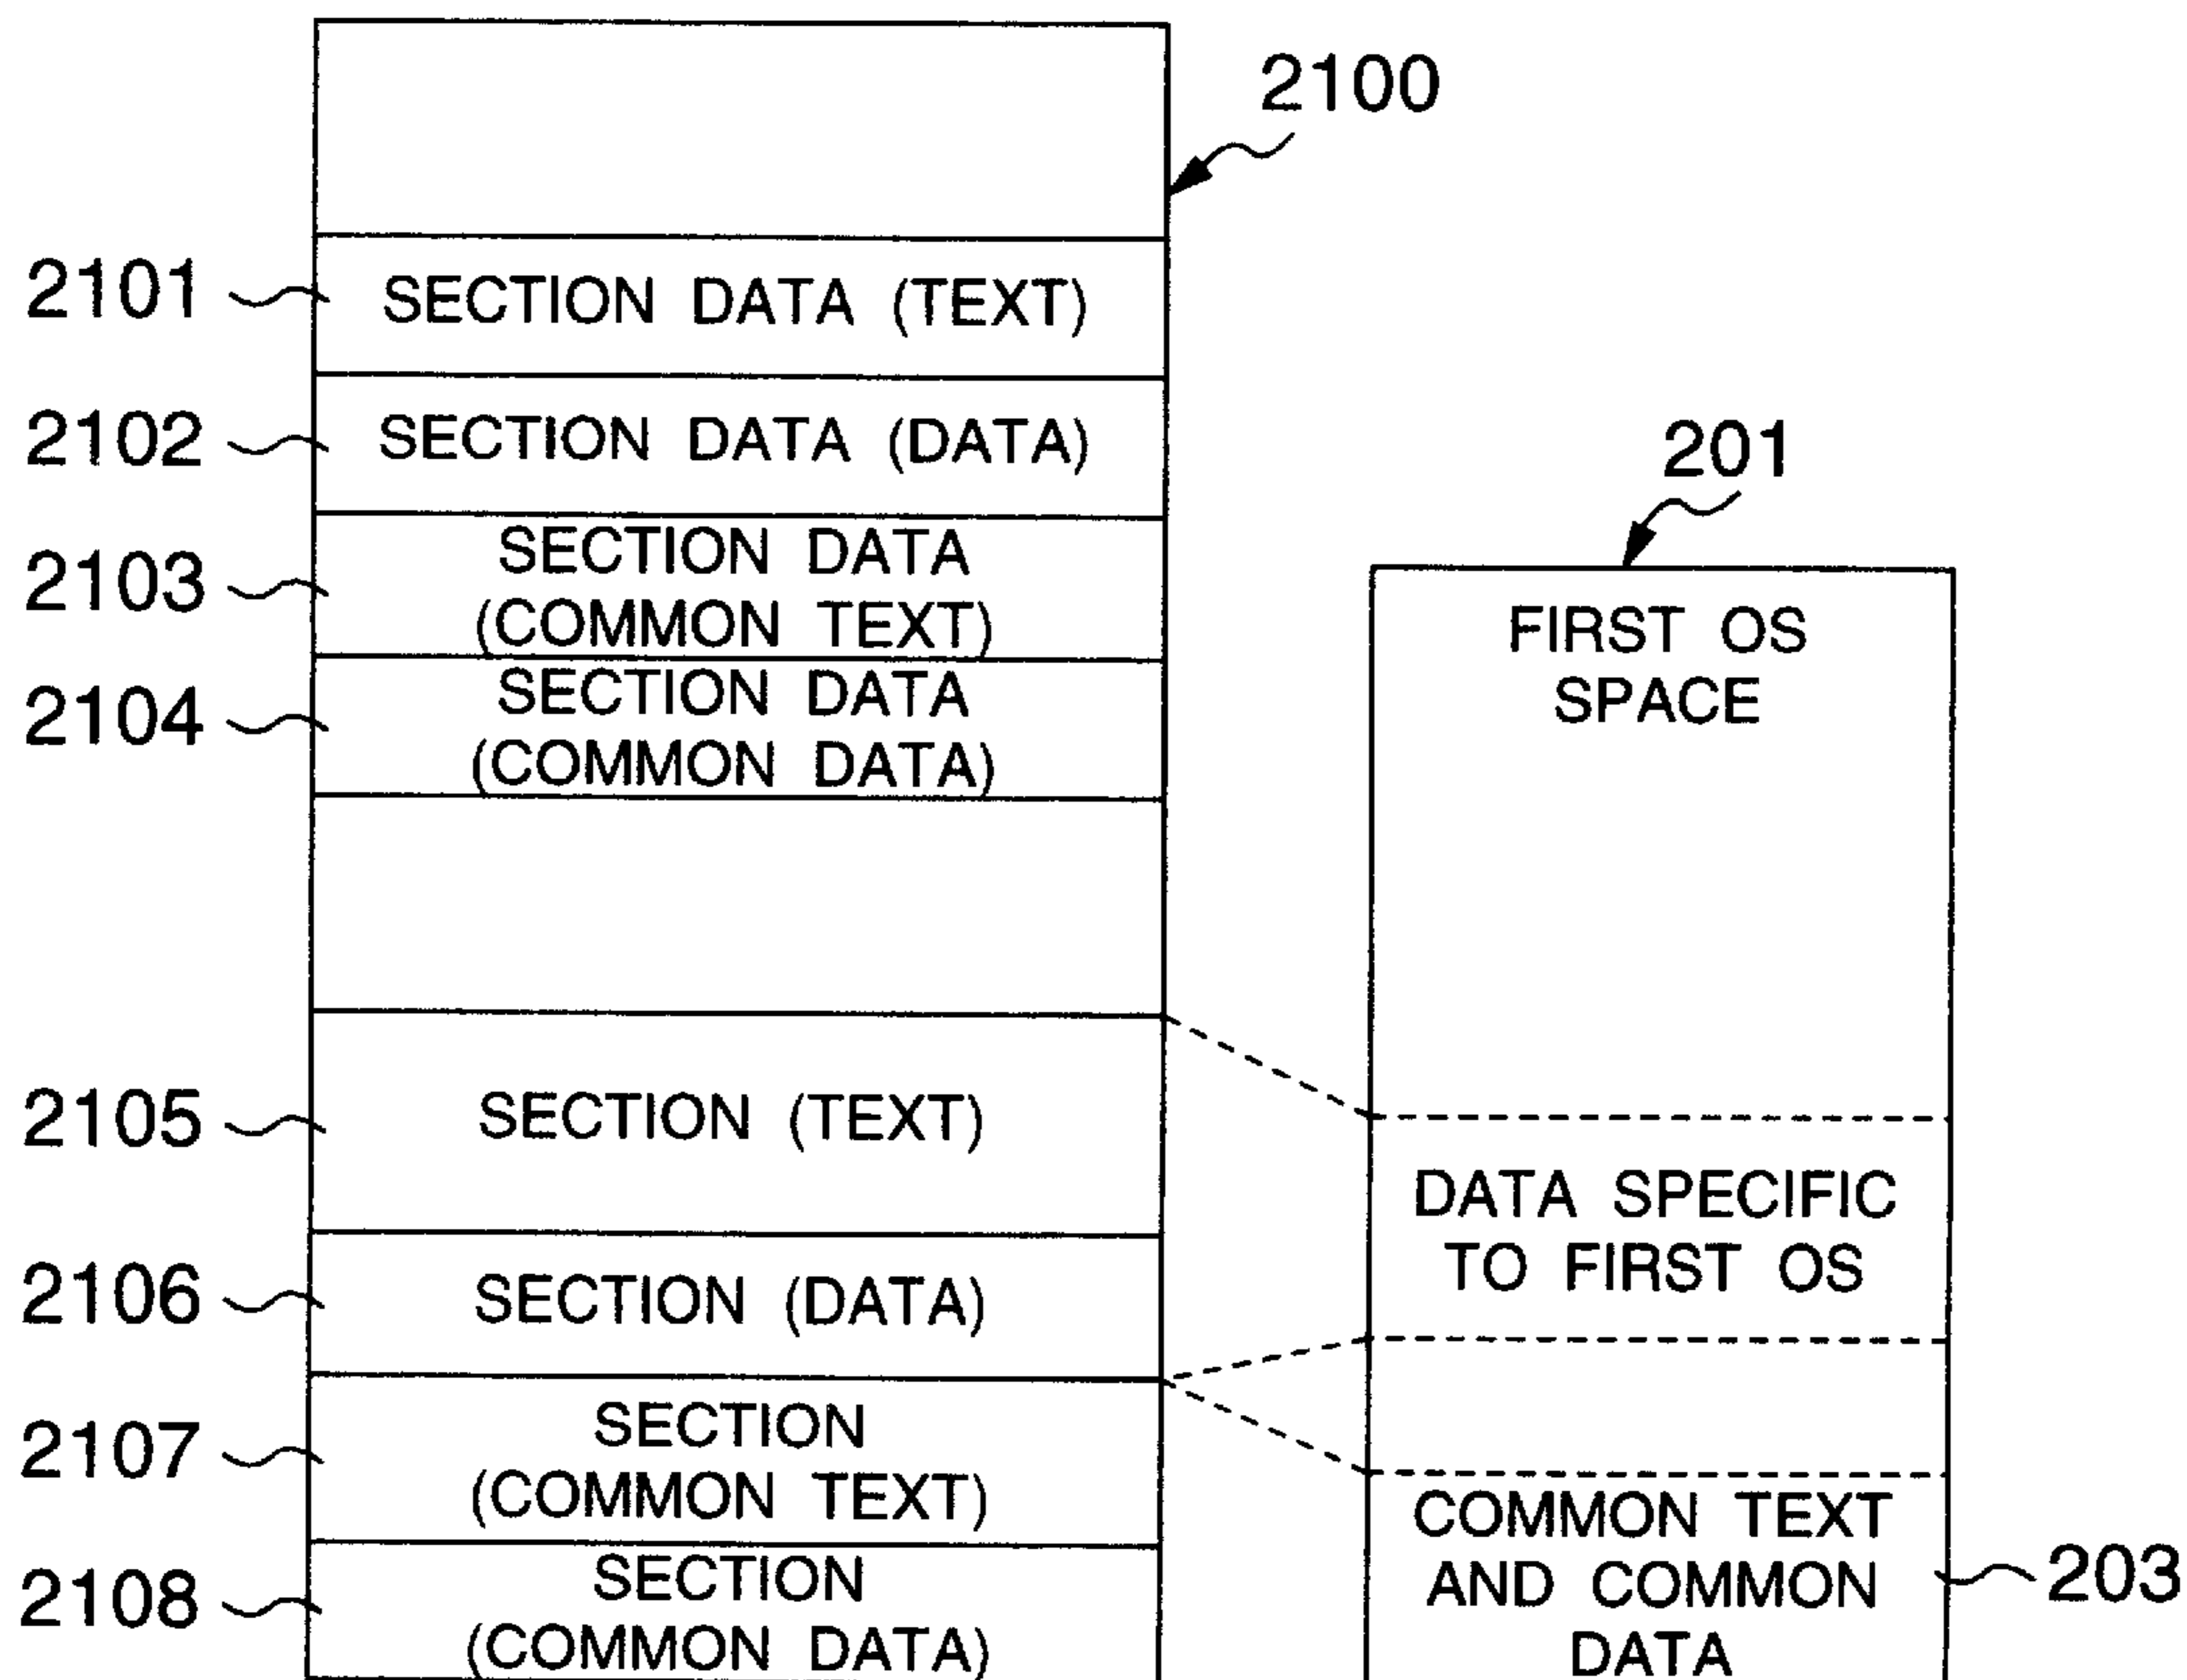 2100
2101
SECTION DATA (TEXT)
2102
SECTION DATA (DATA)
2103
SECTION DATA
(COMMON TEXT)
2104
SECTION DATA
(COMMON DATA)
2105
SECTION (TEXT)
2106
SECTION (DATA)
2107
SECTION
(COMMON TEXT)
2108
SECTION
(COMMON DATA)
201
FIRST OS
SPACE
DATA SPECIFIC
TO FIRST OS
COMMON TEXT
AND COMMON
DATA
203